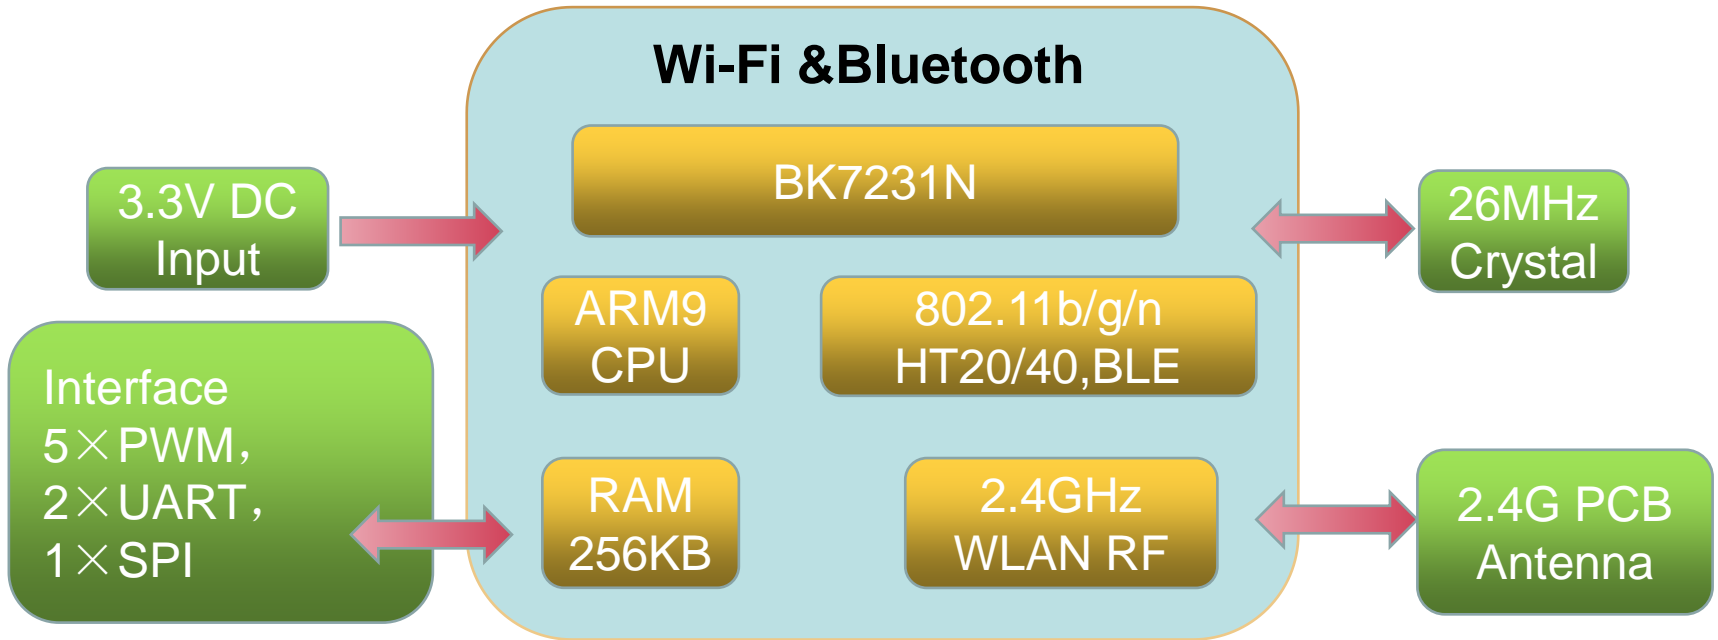 Wi-Fi &Bluetooth
BK7231N
3.3V DC
Input
26MHz
Crystal
ARM9
CPU
802.11b/g/n
HT20/40,BLE
Interface
5×PWM，
2×UART，
1×SPI
RAM
256KB
2.4GHz
WLAN RF
2.4G PCB
Antenna